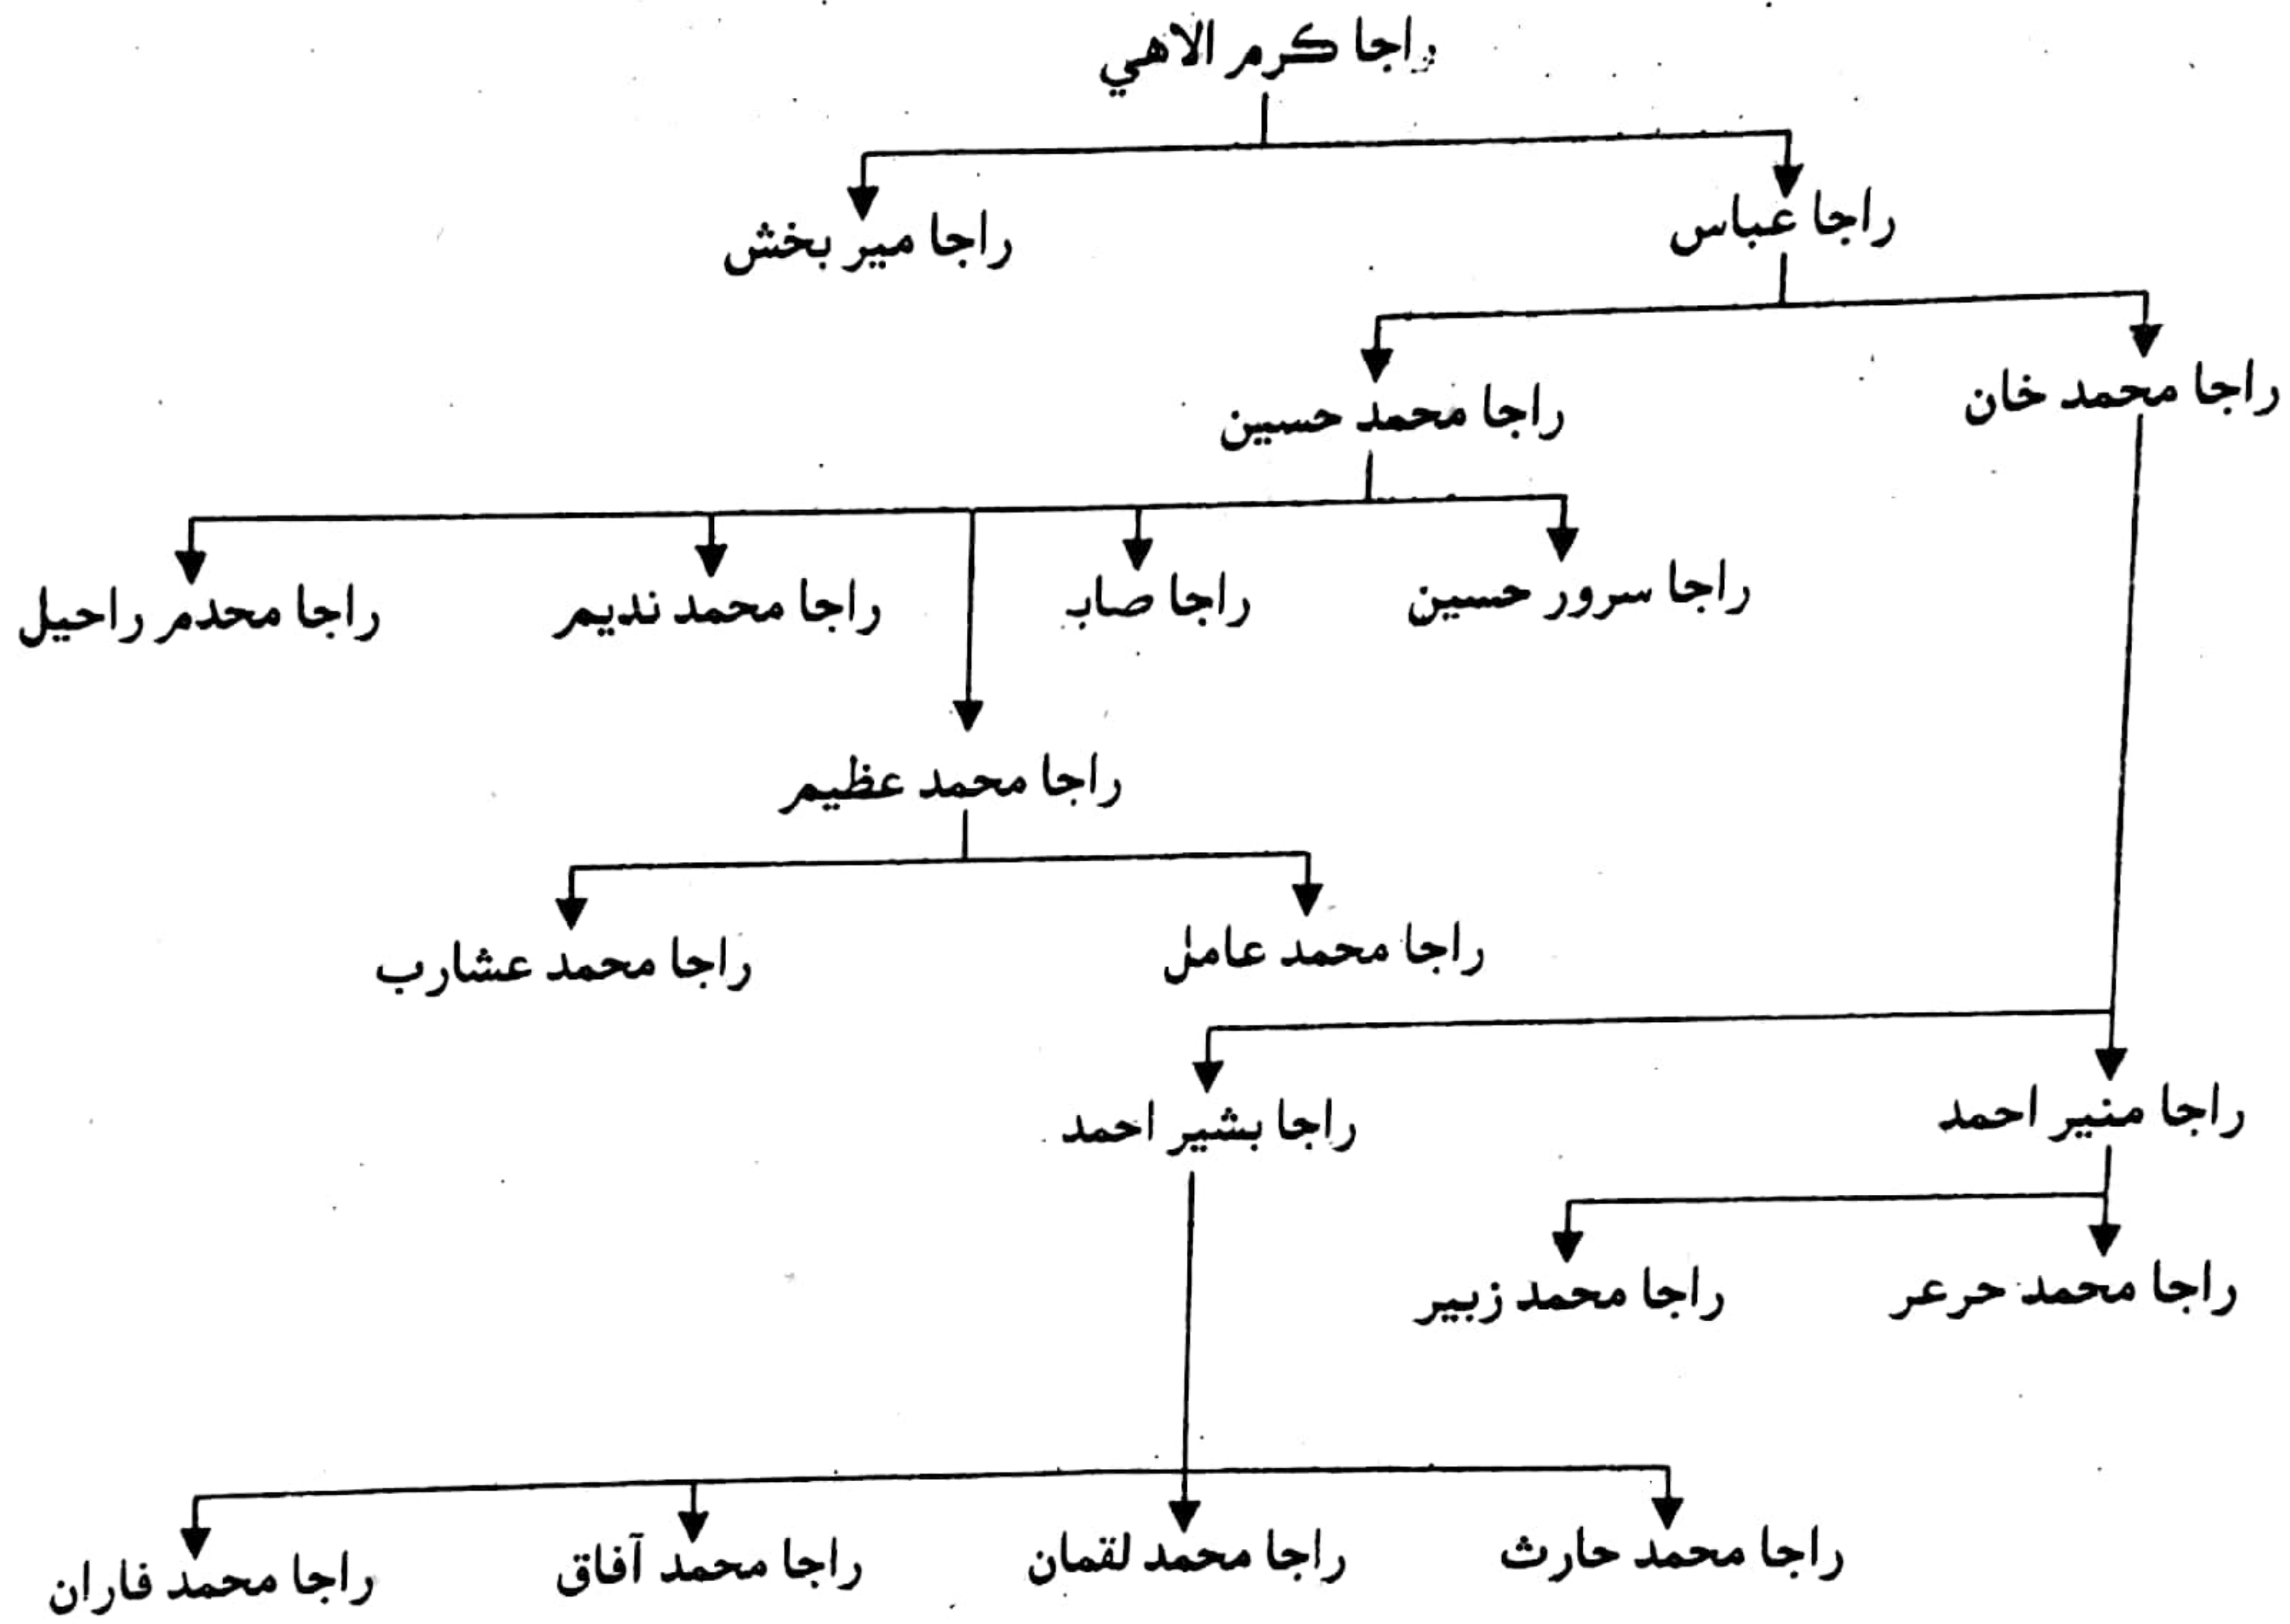 راجا كرم الاهي
راجا عباس
راجا مير بخش
راجا محمد خان
راجا محمد حسين
راجا سرور حسين
راجا صاب
راجا محمد نديم
راجا محدم راحيل
راجا محمد عظيم
راجا محمد عامل
راجا محمد عشارب
راجا منير احمد
راجا بشير احمد
راجا محمد حرعر
راجا محمد زبير
راجا محمد حارث
راجا محمد لقمان
راجا محمد آفاق
راجا محمد فاران